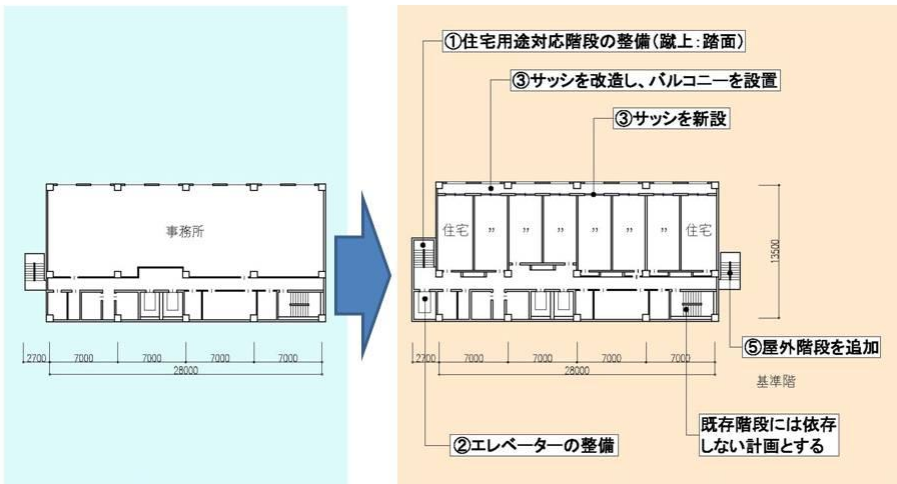 事務所
2700
7000
7000
7000
7000
28000
①住宅用途対応階段の整備(蹴上:踏面)
③サッシを改造し、バルコニーを設置
③サッシを新設
住宅
〃
〃
〃
〃
〃
〃
住宅
13500
2700
7000
7000
7000
7000
28000
⑤屋外階段を追加
基準階
②エレベーターの整備
既存階段には依存
しない計画とする